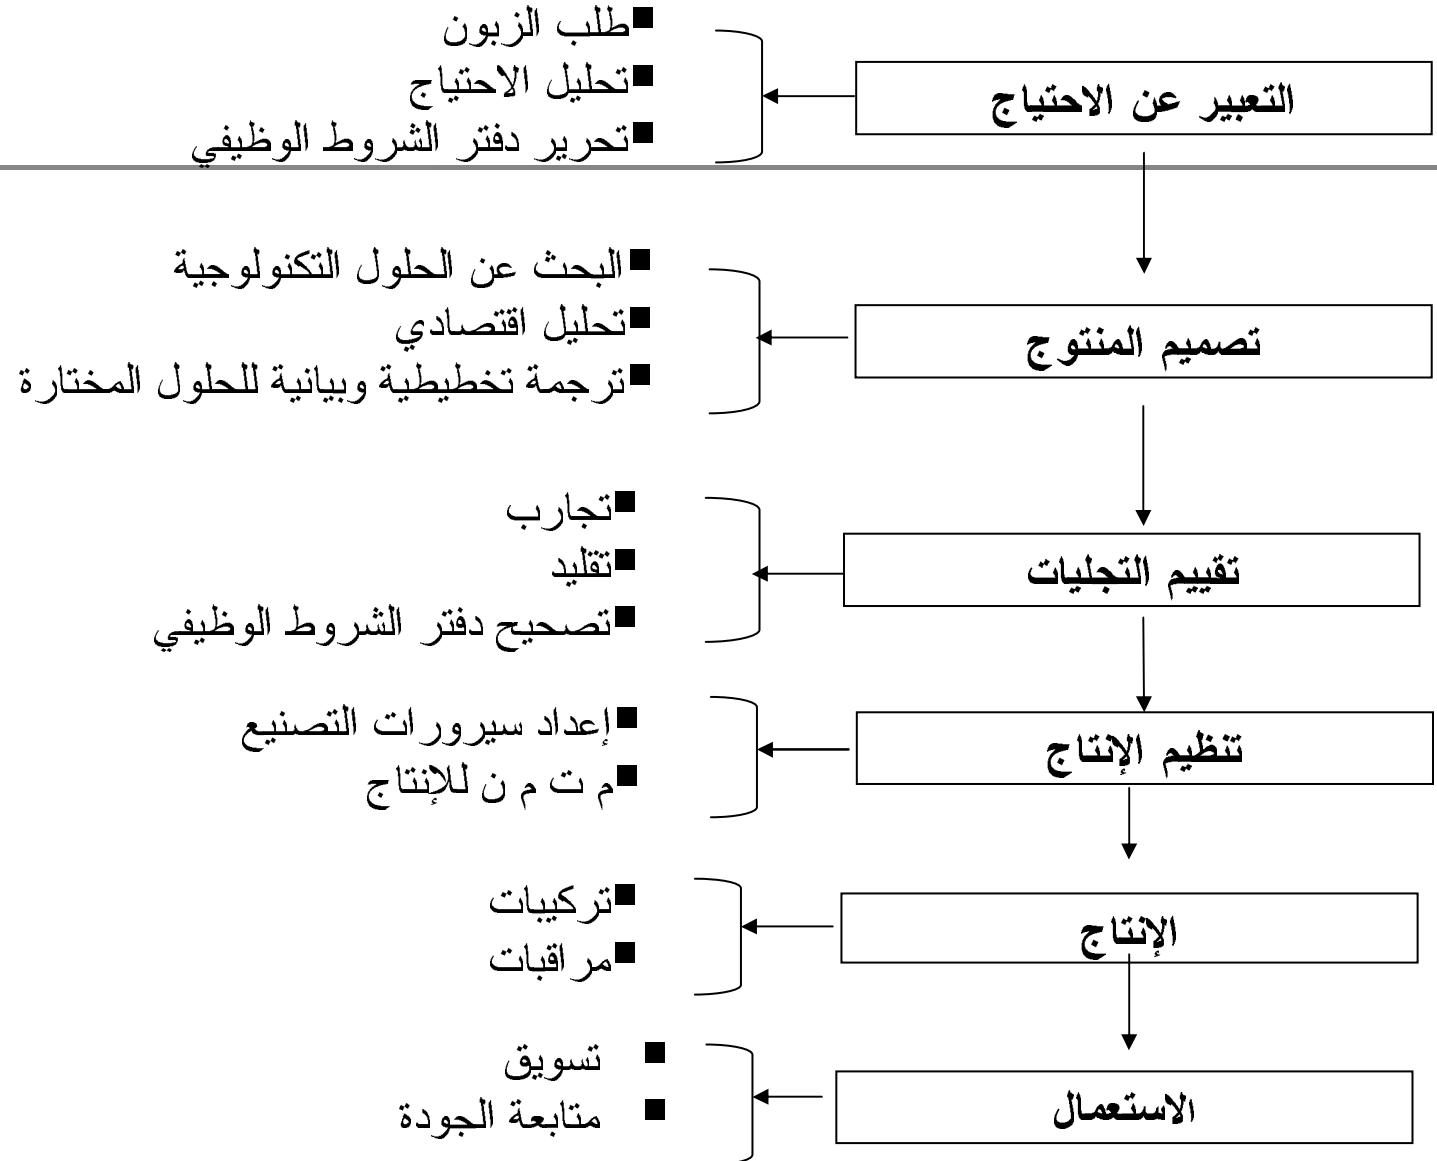 التعبير عن الاحتياج
■طلب الزبون
■تحليل الاحتياج
■تحرير دفتر الشروط الوظيفي
تصميم المنتوج
■البحث عن الحلول التكنولوجية
■تحليل اقتصادي
■ترجمة تخطيطية وبيانية للحلول المختارة
تقييم التجليات
■تجارب
■تقليد
■تصحيح دفتر الشروط الوظيفي
تنظيم الإنتاج
■إعداد سيرورات التصنيع
■م ت م ن للإنتاج
الإنتاج
■تركيبات
■مراقبات
الاستعمال
■ تسويق
■ متابعة الجودة